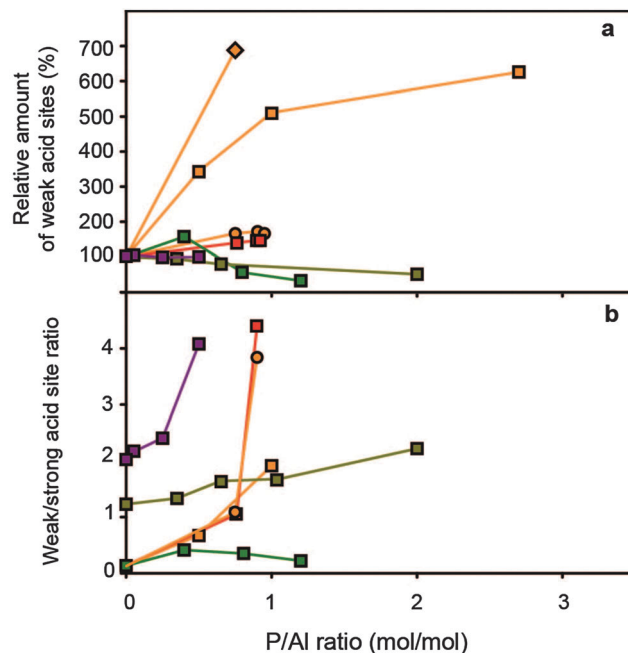 a
Relative amount
of weak acid sites (%)
700
600
500
400
300
200
100
b
Weak/strong acid site ratio
4
3
2
1
0
0 1 2 3
P/Al ratio (mol/mol)